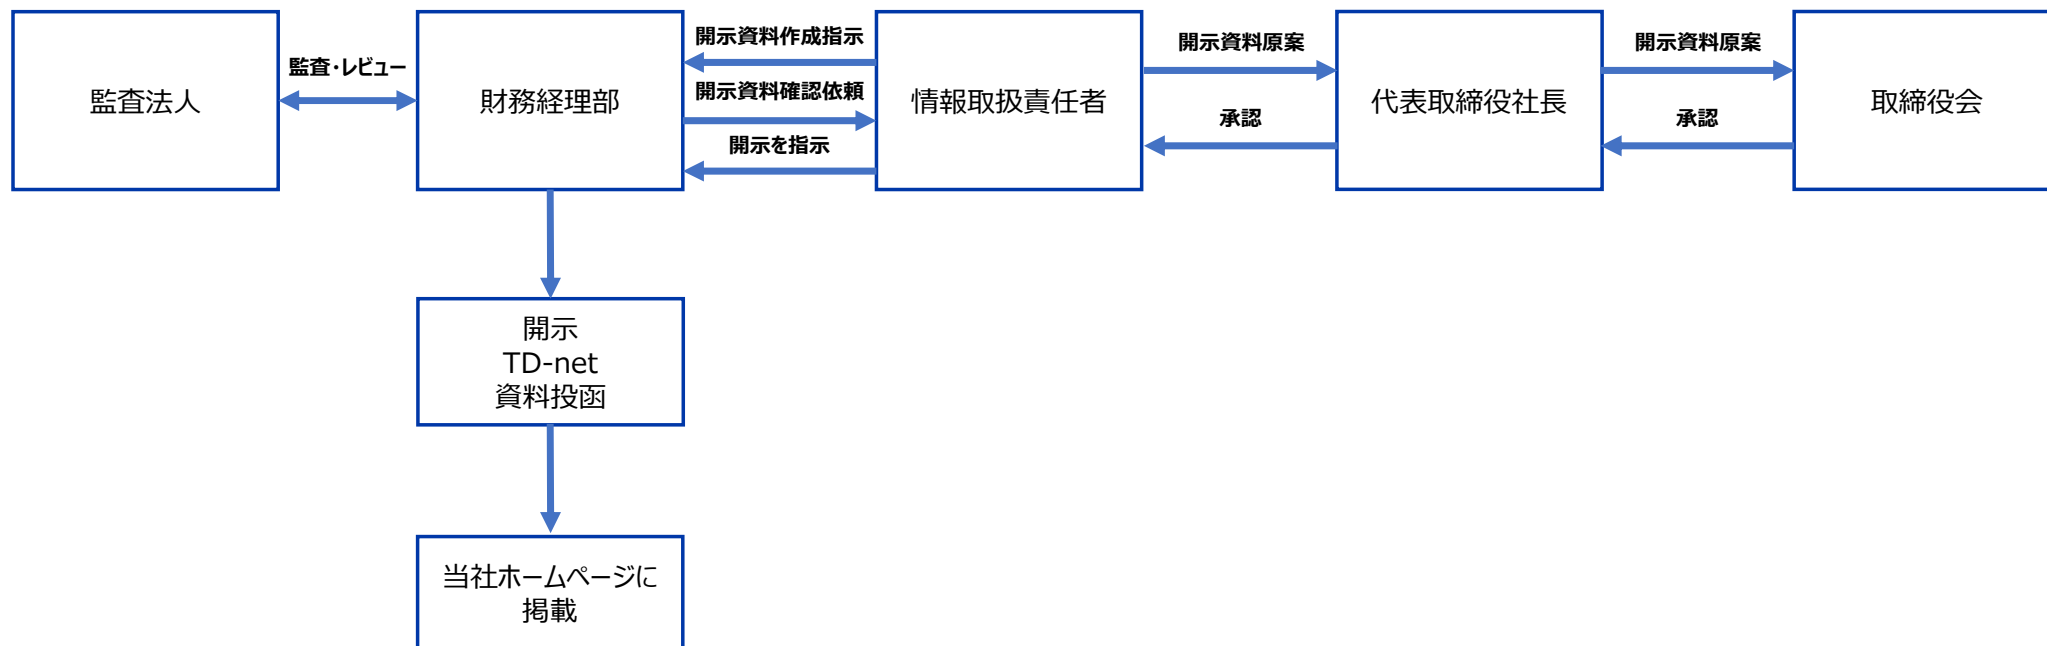 監査法人
監査・レビュー
財務経理部
開示資料作成指示
開示資料確認依頼
開示を指示
情報取扱責任者
開示資料原案
承認
代表取締役社長
開示資料原案
承認
取締役会
開示
TD-net
資料投函
当社ホームページに
掲載